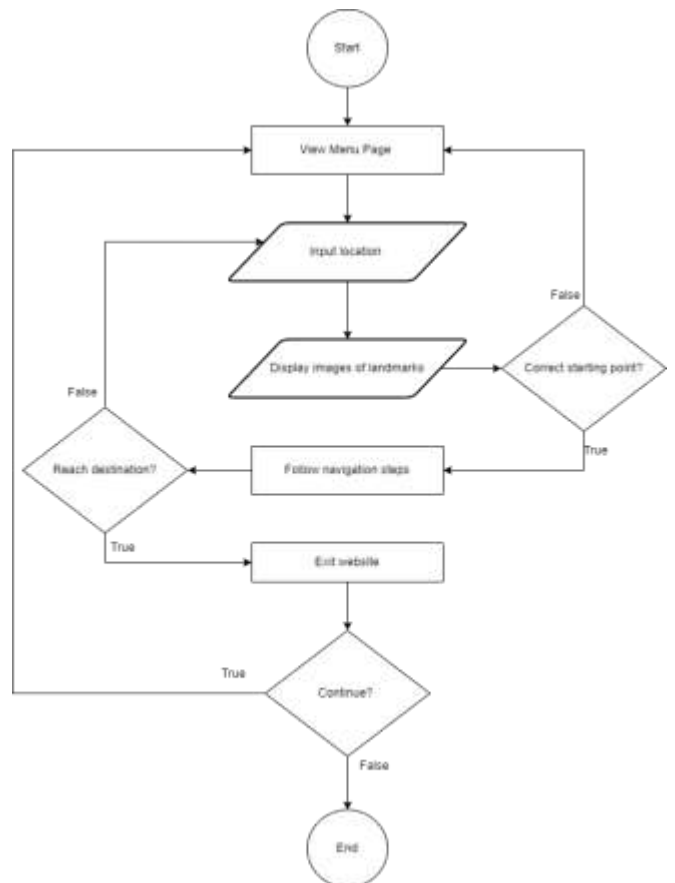 Start
View Menu Page
Input location
False
Display images of landmarks
Correct starting point?
False
True
Reach destination?
Follow navigation steps
True
Exit website
True
Continue?
False
End